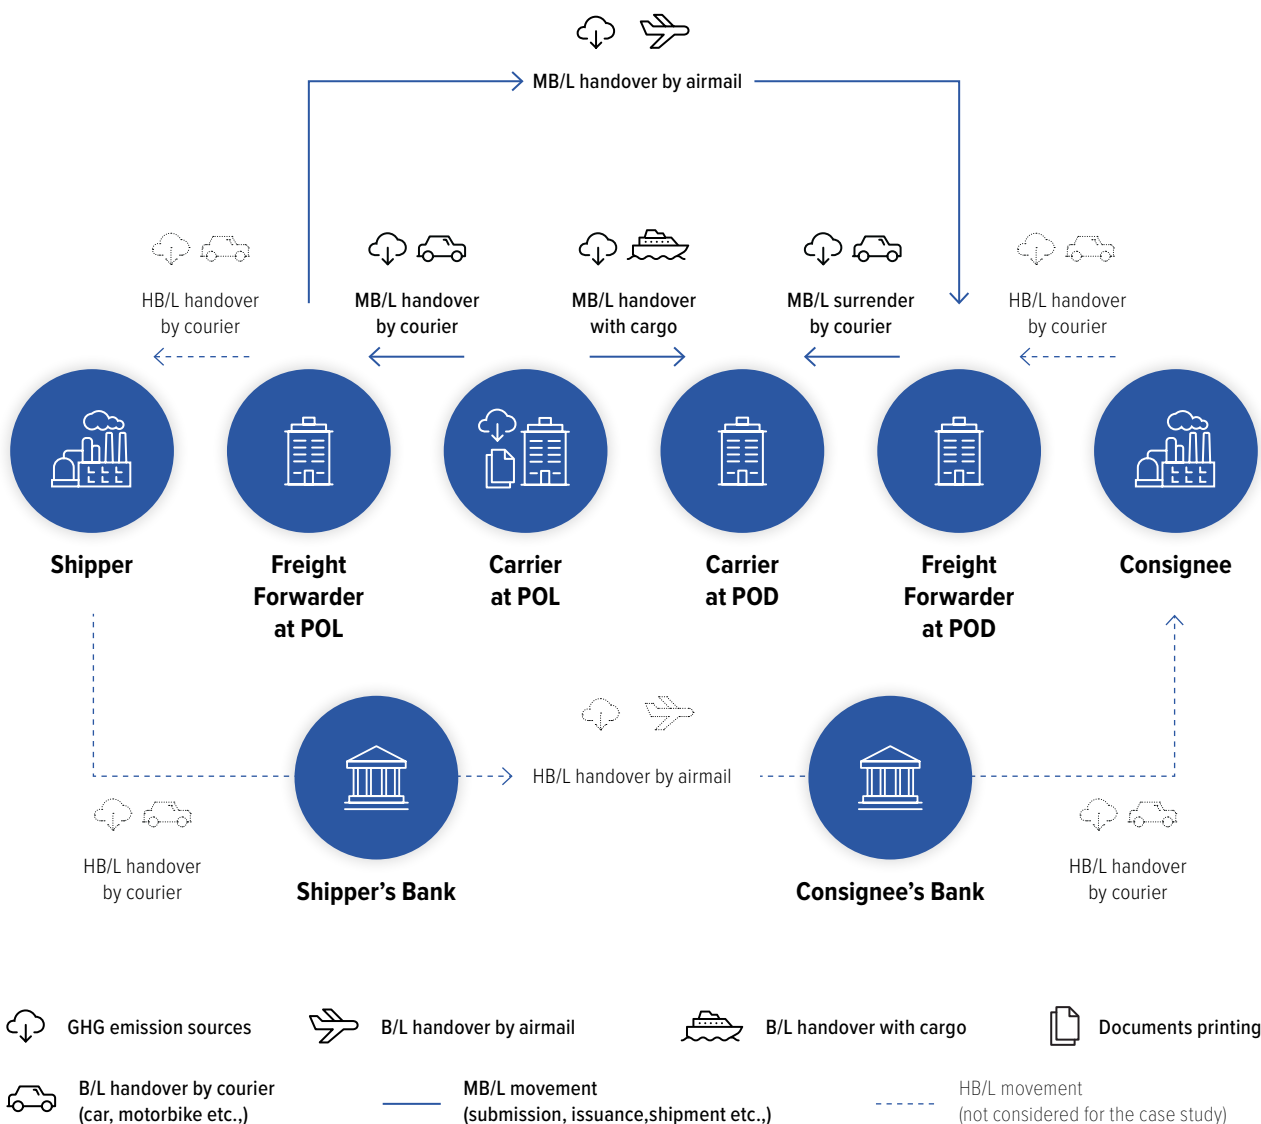 MB/L handover by airmail
HB/L handover
by courier
MB/L handover
by courier
MB/L handover
with cargo
MB/L surrender
by courier
HB/L handover
by courier
Shipper
Freight
Forwarder
at POL
Carrier
at POL
Carrier
at POD
Freight
Forwarder
at POD
Consignee
HB/L handover by airmail
HB/L handover
by courier
Shipper’s Bank
Consignee’s Bank
HB/L handover
by courier
GHG emission sources
B/L handover by airmail
B/L handover with cargo
Documents printing
B/L handover by courier
(car, motorbike etc.,)
MB/L movement
(submission, issuance,shipment etc.,)
HB/L movement
(not considered for the case study)